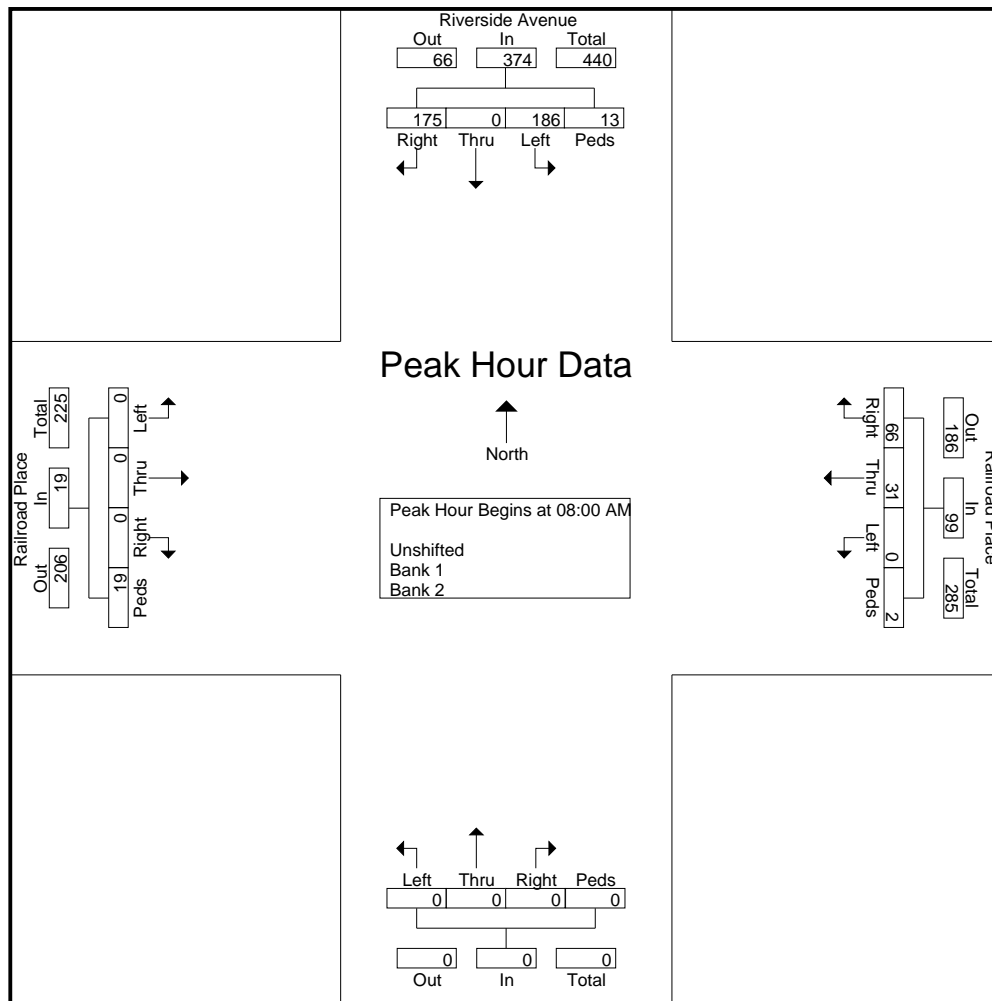 Riverside Avenue
Out In Total
66 374 440
175 0 186 13
Right Thru Left Peds
Peak Hour Data
North
Peak Hour Begins at 08:00 AM
Unshifted
Bank 1
Bank 2
Railroad Place
Out In Total
206 19 225
19 0 0 0
Peds Right Thru Left
Railroad Place
Out In Total
186 99 285
66 31 0 2
Right Thru Left Peds
Left Thru Right Peds
0 0 0 0
0 0 0
Out In Total